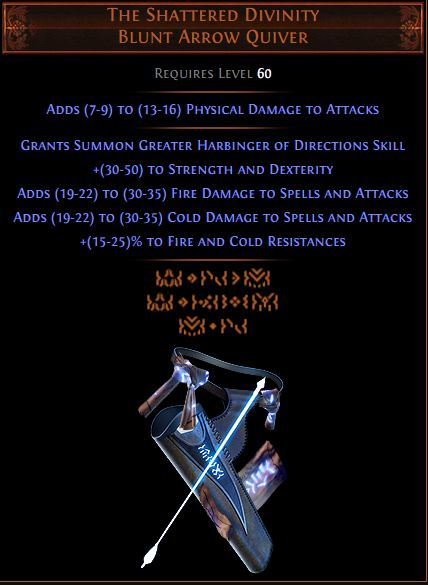 The Shattered Divinity
Blunt Arrow Quiver
Requires Level 60
Adds (7-9) to (13-16) Physical Damage to Attacks
Grants Summon Greater Harbinger of Directions Skill
+(30-50) to Strength and Dexterity
Adds (19-22) to (30-35) Fire Damage to Spells and Attacks
Adds (19-22) to (30-35) Cold Damage to Spells and Attacks
+(15-25)% to Fire and Cold Resistances